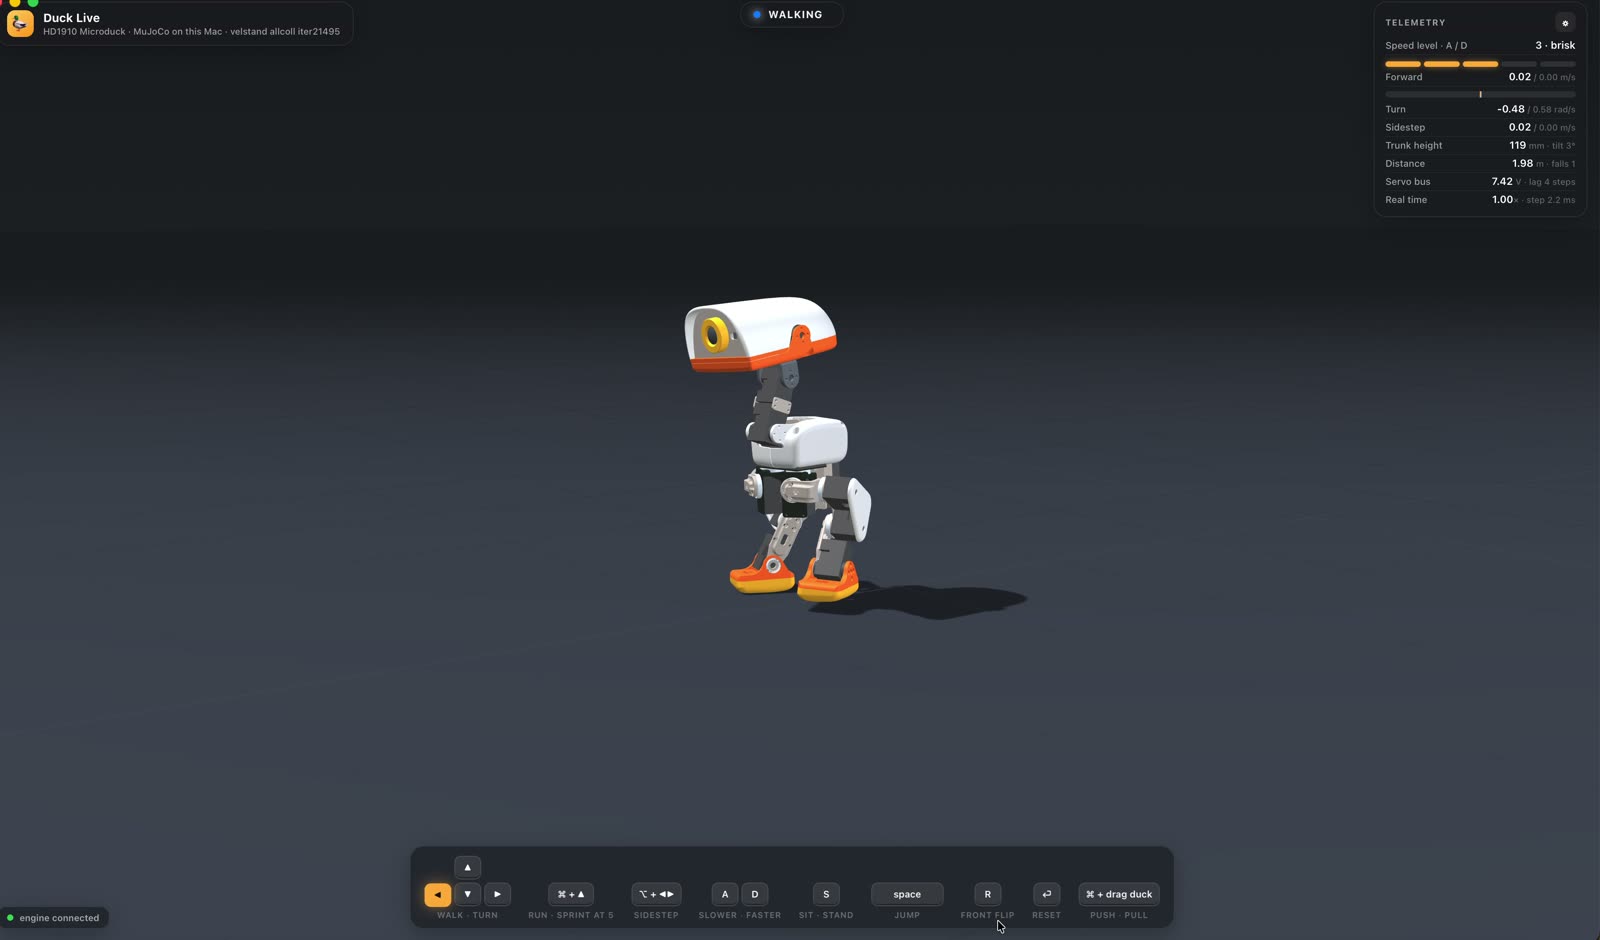 Duck Live
HD1910 Microduck · MuJoCo on this Mac · velstand allcoll iter21495
WALKING
TELEMETRY
Speed level · A / D 3 · brisk
Forward 0.02 / 0.00 m/s
Turn -0.48 / 0.58 rad/s
Sidestep 0.02 / 0.00 m/s
Trunk height 119 mm · tilt 3°
Distance 1.98 m · falls 1
Servo bus 7.42 V · lag 4 steps
Real time 1.00× · step 2.2 ms
▲
◀ ▼ ▶ ⌘ + ▲ ⌥ + ◀▶ A D S space R ⏎ ⌘ + drag duck
WALK · TURN RUN · SPRINT AT 5 SIDESTEP SLOWER · FASTER SIT · STAND JUMP FRONT FLIP RESET PUSH · PULL
engine connected